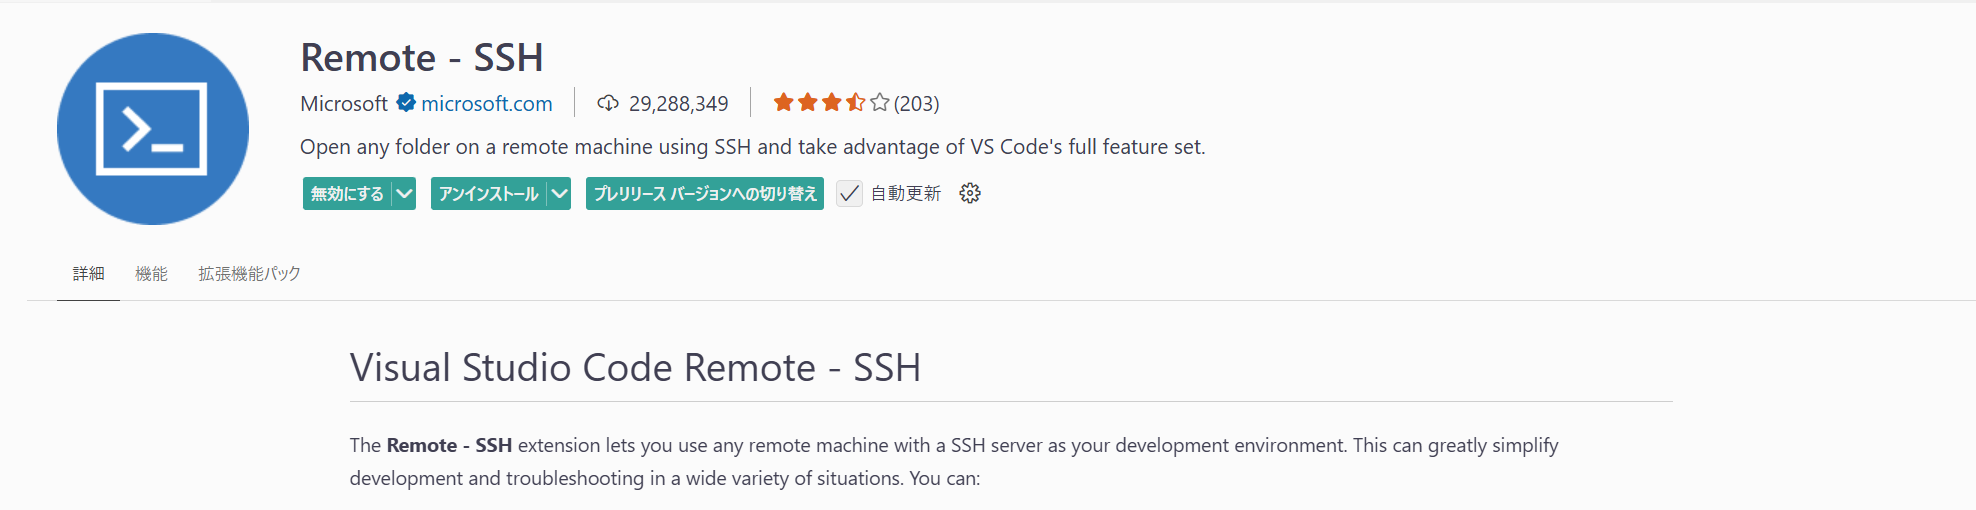 Remote - SSH
Microsoft microsoft.com 29,288,349 (203)
Open any folder on a remote machine using SSH and take advantage of VS Code's full feature set.
無効にする アンインストール プレリリース バージョンへの切り替え 自動更新
詳細 機能 拡張機能パック
Visual Studio Code Remote - SSH
The Remote - SSH extension lets you use any remote machine with a SSH server as your development environment. This can greatly simplify
development and troubleshooting in a wide variety of situations. You can: